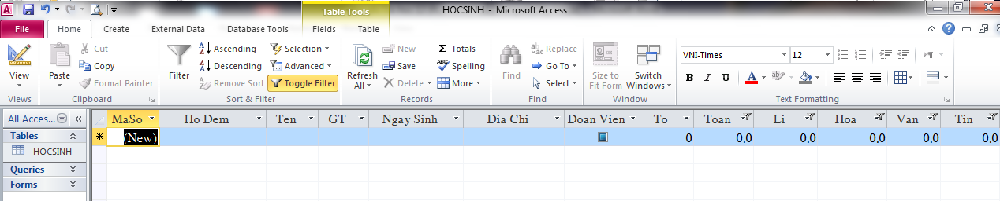 HOCSINH - Microsoft Access
Table Tools
File Home Create External Data Database Tools Fields Table
View
Views
Paste
Cut
Copy
Format Painter
Clipboard
Filter
Ascending
Descending
Remove Sort
Selection
Advanced
Toggle Filter
Sort & Filter
Refresh All
New
Save
Delete
Totals
Spelling
More
Records
Find
Replace
Go To
Select
Find
Size to Fit Form
Switch Windows
Window
VNI-Times 12
B I U A ab
Text Formatting
All Acces...
Tables
HOCSINH
Queries
Forms
MaSo Ho Dem Ten GT Ngay Sinh Dia Chi Doan Vien To Toan Li Hoa Van Tin
* (New) 0 0.0 0.0 0.0 0.0 0.0